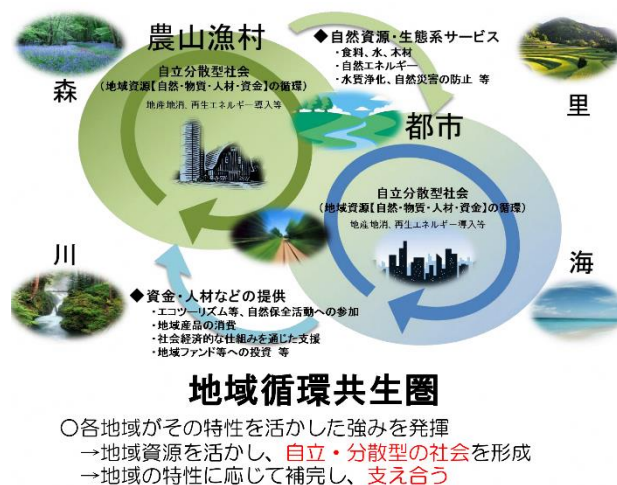 農山漁村
自立分散型社会
(地域資源【自然・物質・人材・資金】の循環)
地産地消、再生エネルギー導入等
◆自然資源・生態系サービス
・食料、水、木材
・自然エネルギー
・水質浄化、自然災害の防止 等
森
里
都市
自立分散型社会
(地域資源【自然・物質・人材・資金】の循環)
地産地消、再生エネルギー導入等
川
海
◆資金・人材などの提供
・エコツーリズム等、自然保全活動への参加
・地域産品の消費
・社会経済的な仕組みを通じた支援
・地域ファンド等への投資 等
地域循環共生圏
○各地域がその特性を活かした強みを発揮
→地域資源を活かし、自立・分散型の社会を形成
→地域の特性に応じて補完し、支え合う